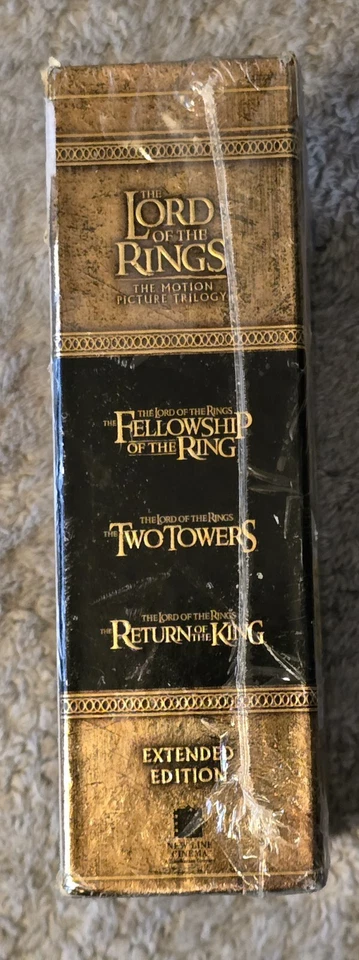 THE
LORD
OF THE
RINGS
THE MOTION
PICTURE TRILOGY
THE LORD OF THE RINGS
THE FELLOWSHIP
OF THE RING
THE LORD OF THE RINGS
THE TWO TOWERS
THE LORD OF THE RINGS
THE RETURN OF THE KING
EXTENDED
EDITION
NEW LINE
CINEMA